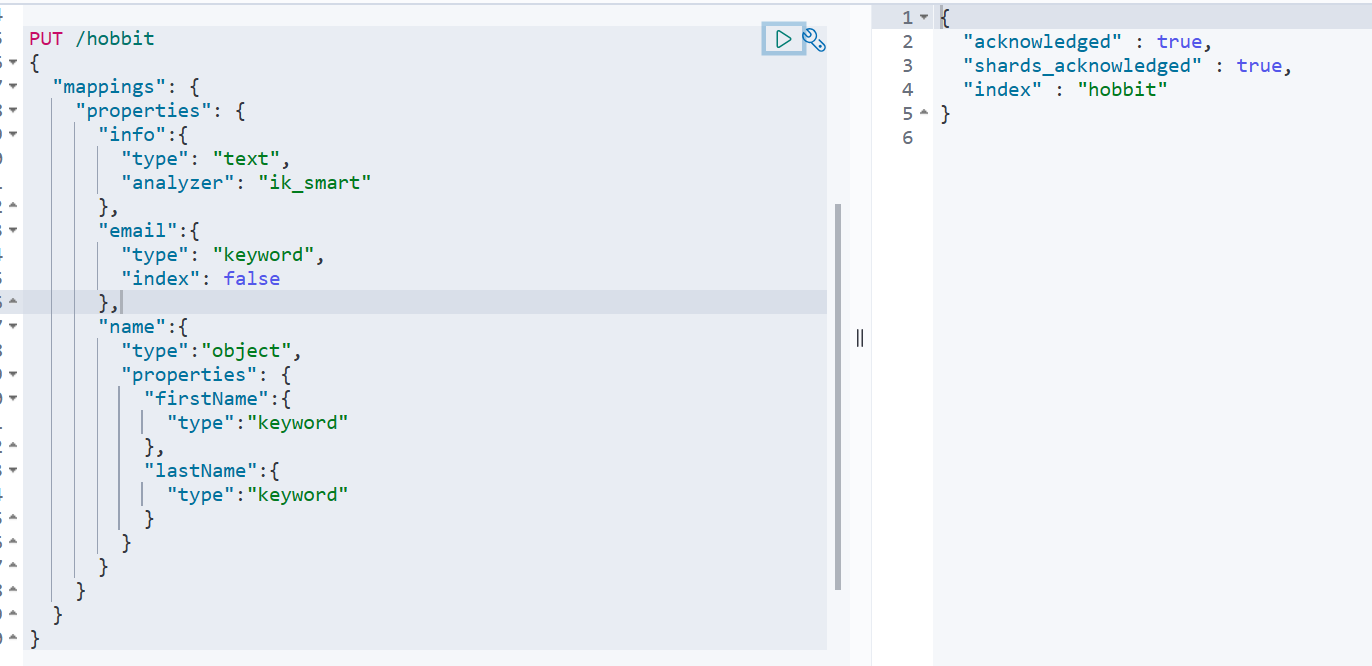 PUT /hobbit
{
  "mappings": {
    "properties": {
      "info":{
        "type": "text",
        "analyzer": "ik_smart"
      },
      "email":{
        "type": "keyword",
        "index": false
      },
      "name":{
        "type":"object",
        "properties": {
          "firstName":{
            "type":"keyword"
          },
          "lastName":{
            "type":"keyword"
          }
        }
      }
    }
  }
}
1 {
2 "acknowledged" : true,
3 "shards_acknowledged" : true,
4 "index" : "hobbit"
5 }
6